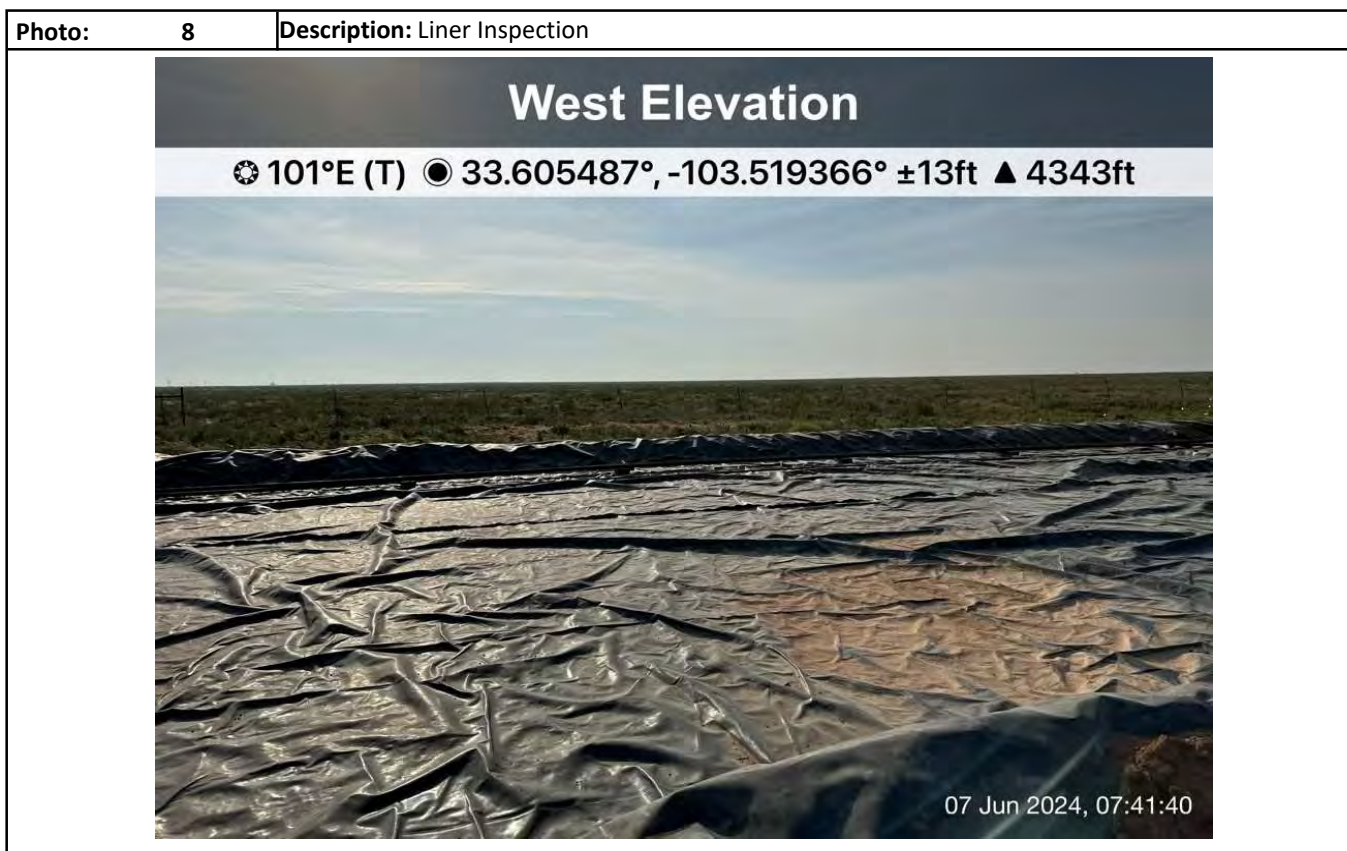 Photo: 8 Description: Liner Inspection
West Elevation
101°E (T) 33.605487°, -103.519366° ±13ft ▲ 4343ft
07 Jun 2024, 07:41:40